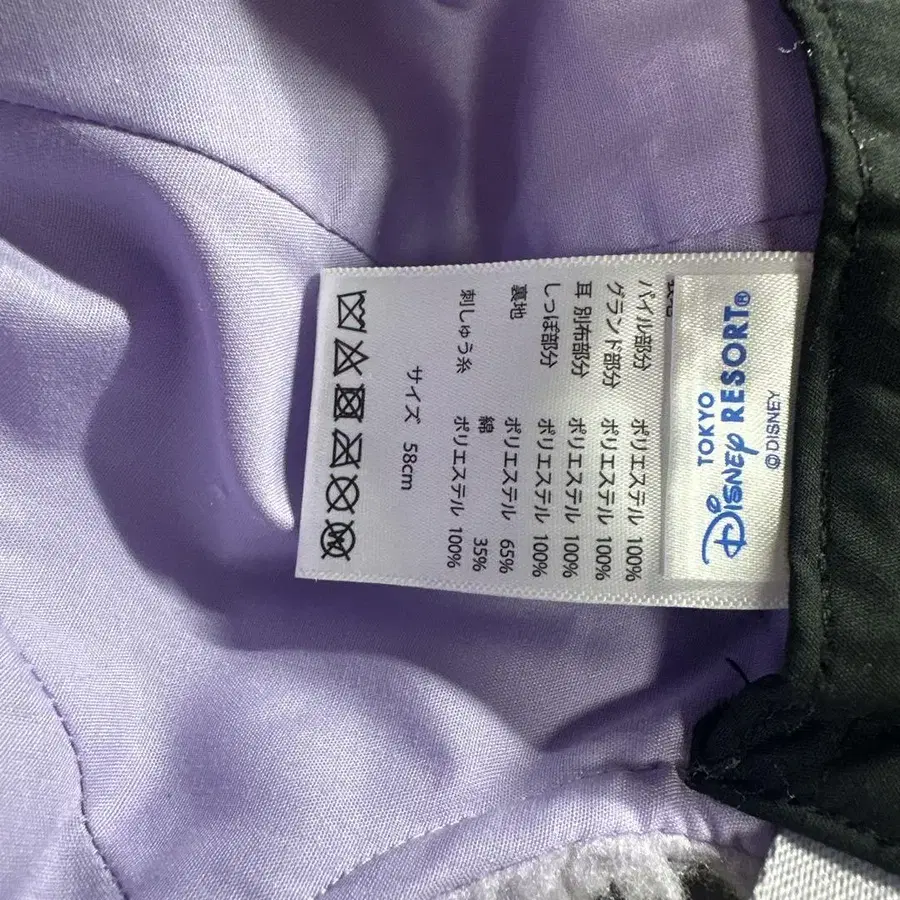 TOKYO
Disney RESORT®
©DISNEY
パイル部分 ポリエステル 100%
グランド部分 ポリエステル 100%
耳 別布部分 ポリエステル 100%
しっぽ部分 ポリエステル 100%
裏地 ポリエステル 65%
綿 35%
刺しゅう糸 ポリエステル 100%
サイズ 58cm